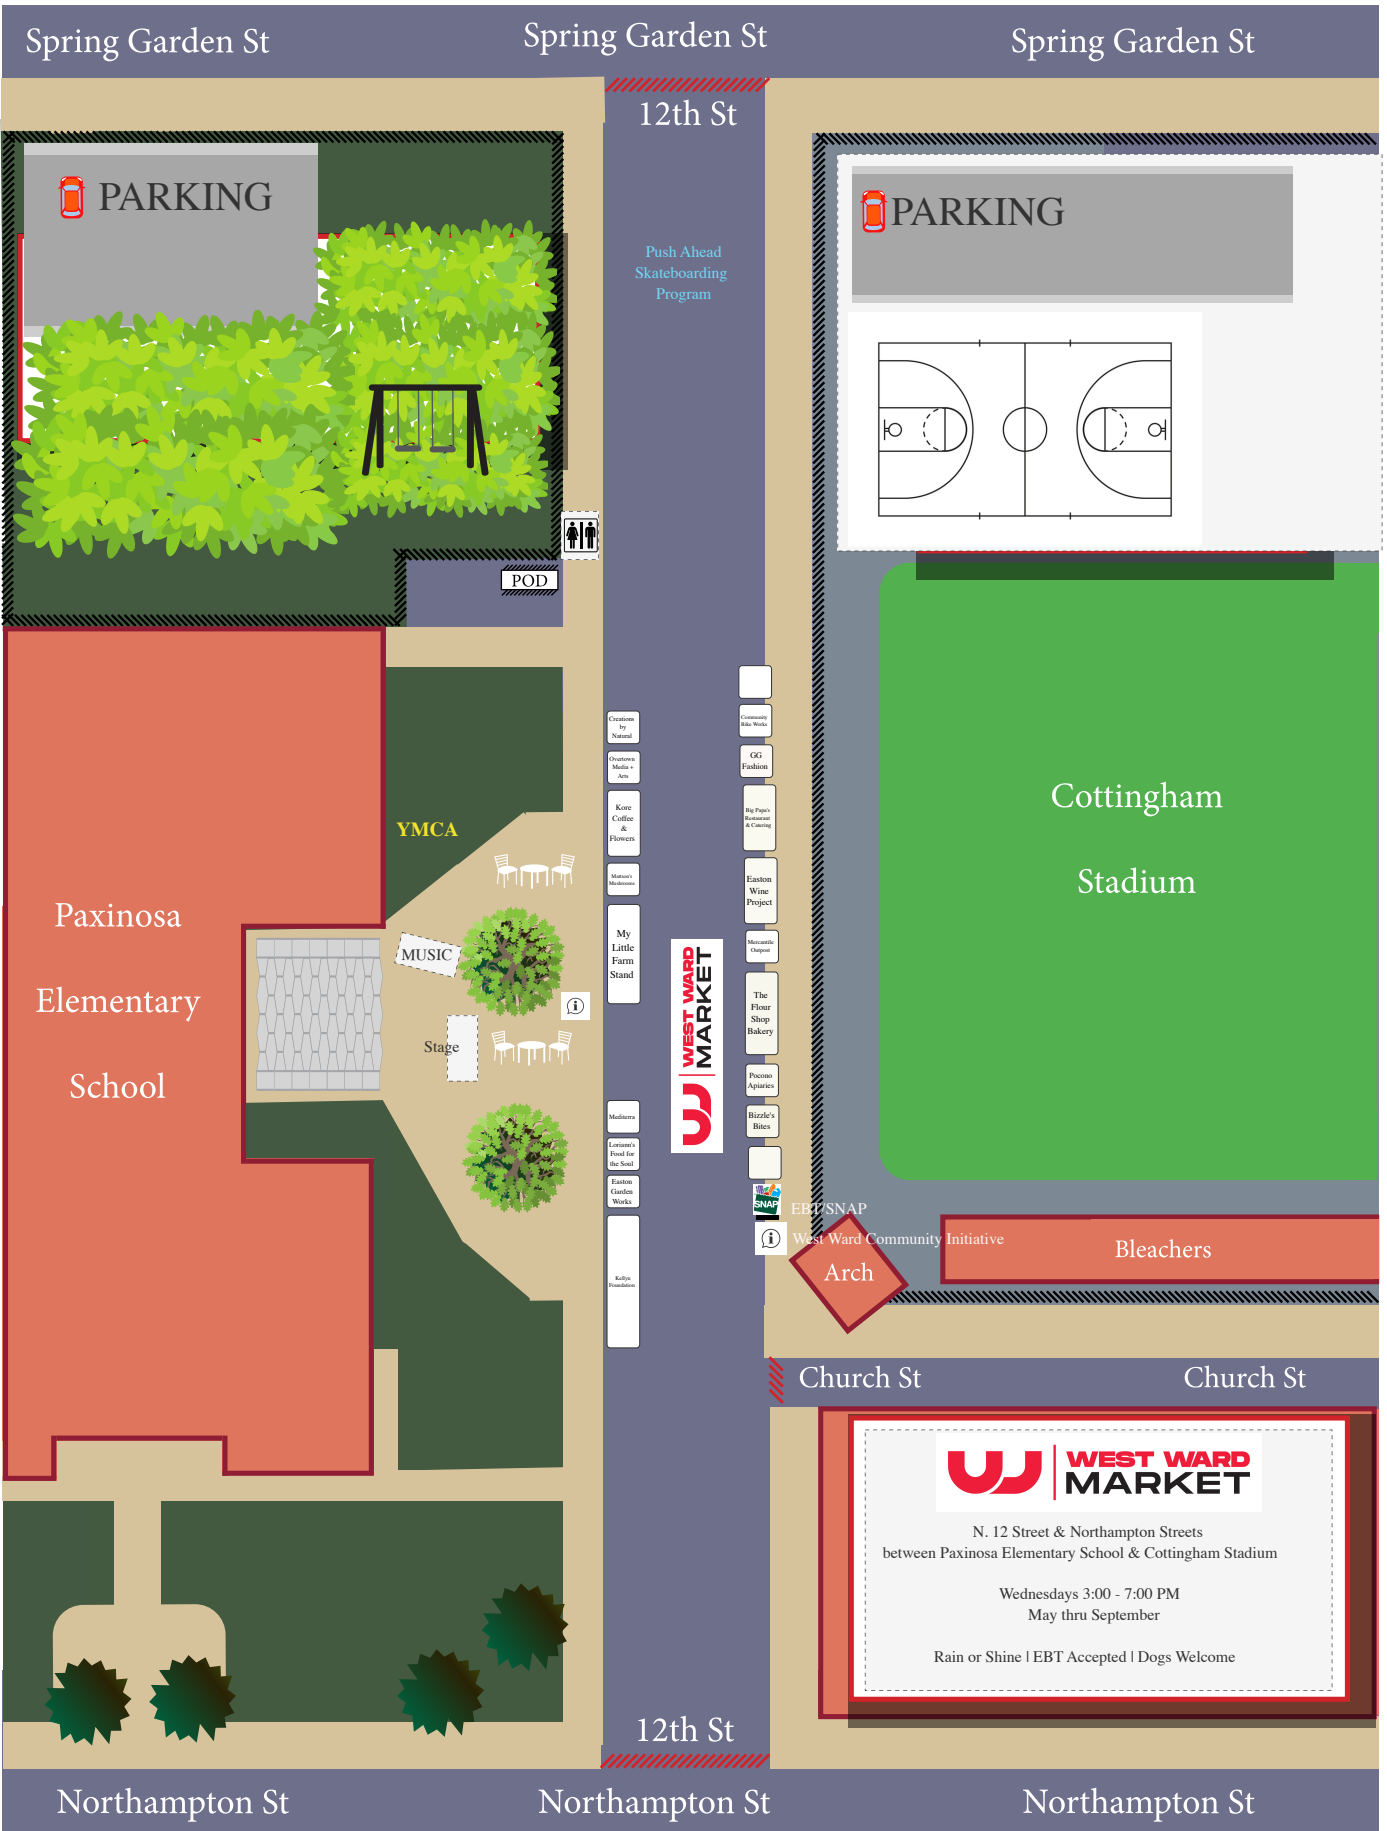 Spring Garden St
Spring Garden St
Spring Garden St
12th St
PARKING
PARKING
Push Ahead
Skateboarding
Program
POD
Creations
by
Natural
Overtown
Media +
Arts
Kore
Coffee
&
Flowers
Mattson's
Mushrooms
My
Little
Farm
Stand
Community
Bike Works
GG
Fashion
Big Papa's
Restaurant
& Catering
Easton
Wine
Project
Mercantile
Outpost
The
Flour
Shop
Bakery
Pocono
Apiaries
Bizzle's
Bites
YMCA
MUSIC
Stage
WEST WARD
MARKET
Paxinosa
Elementary
School
Cottingham
Stadium
Mediterra
Loriann's
Food for
the Soul
Easton
Garden
Works
Kellyn
Foundation
SNAP
EBT/SNAP
West Ward Community Initiative
Arch
Bleachers
Church St
Church St
WEST WARD
MARKET
N. 12 Street & Northampton Streets
between Paxinosa Elementary School & Cottingham Stadium
Wednesdays 3:00 - 7:00 PM
May thru September
Rain or Shine | EBT Accepted | Dogs Welcome
12th St
Northampton St
Northampton St
Northampton St